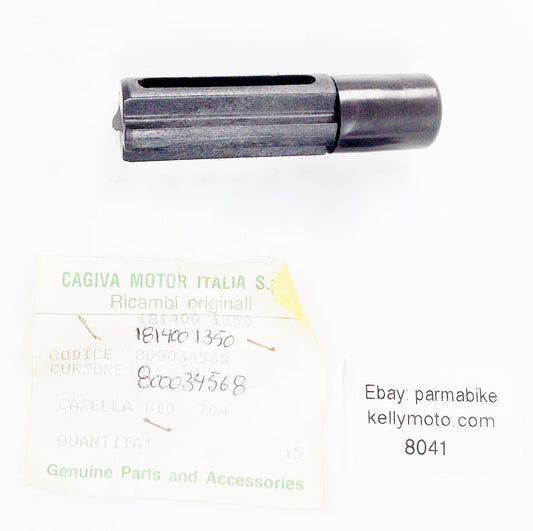 CAGIVA MOTOR ITALIA S.
Ricambi originali
181400 1350
181400 1350
CODICE 800034568
CURSORE 800034568
CASELLA 810 704
QUANTITA' 15
Genuine Parts and Accessories
Ebay: parmabike
kellymoto.com
8041